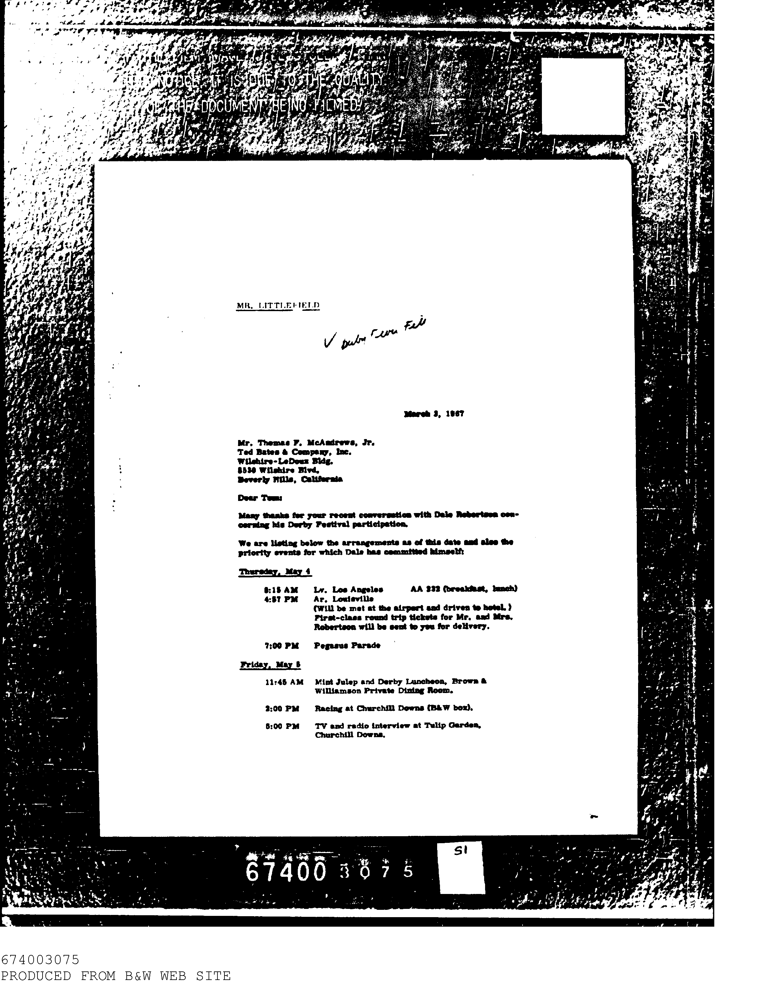 NOTICE IT IS DUE TO THE QUALITY
OF THE DOCUMENT BEING FILMED
MR. LITTLEFIELD
March 3, 1967
Mr. Thomas F. McAndrews, Jr.
Ted Bates & Company, Inc.
Wilshire-LeDoux Bldg.
8530 Wilshire Blvd.
Beverly Hills, California
Dear Tom:
Many thanks for your recent conversation with Dale Robertson con-
cerning his Derby Festival participation.
We are listing below the arrangements as of this date and also the
priority events for which Dale has committed himself:
Thursday, May 4
8:15 AM Lv. Los Angeles AA 232 (breakfast, lunch)
4:57 PM Ar. Louisville
(Will be met at the airport and driven to hotel.)
First-class round trip tickets for Mr. and Mrs.
Robertson will be sent to you for delivery.
7:00 PM Pegasus Parade
Friday, May 5
11:45 AM Mint Julep and Derby Luncheon, Brown &
Williamson Private Dining Room.
2:00 PM Racing at Churchill Downs (B&W box).
5:00 PM TV and radio interview at Tulip Garden,
Churchill Downs.
51
67400 3075
674003075
PRODUCED FROM B&W WEB SITE